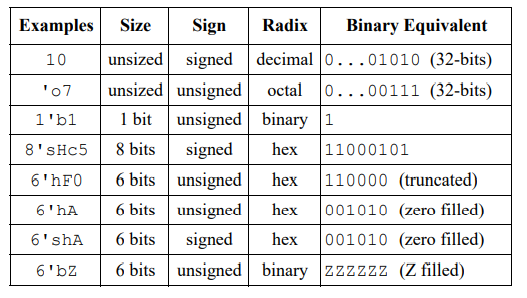 Examples Size Sign Radix Binary Equivalent
10 unsized signed decimal 0...01010 (32-bits)
'o7 unsized unsigned octal 0...00111 (32-bits)
1'b1 1 bit unsigned binary 1
8'sHc5 8 bits signed hex 11000101
6'hF0 6 bits unsigned hex 110000 (truncated)
6'hA 6 bits unsigned hex 001010 (zero filled)
6'shA 6 bits signed hex 001010 (zero filled)
6'bZ 6 bits unsigned binary ZZZZZZ (Z filled)